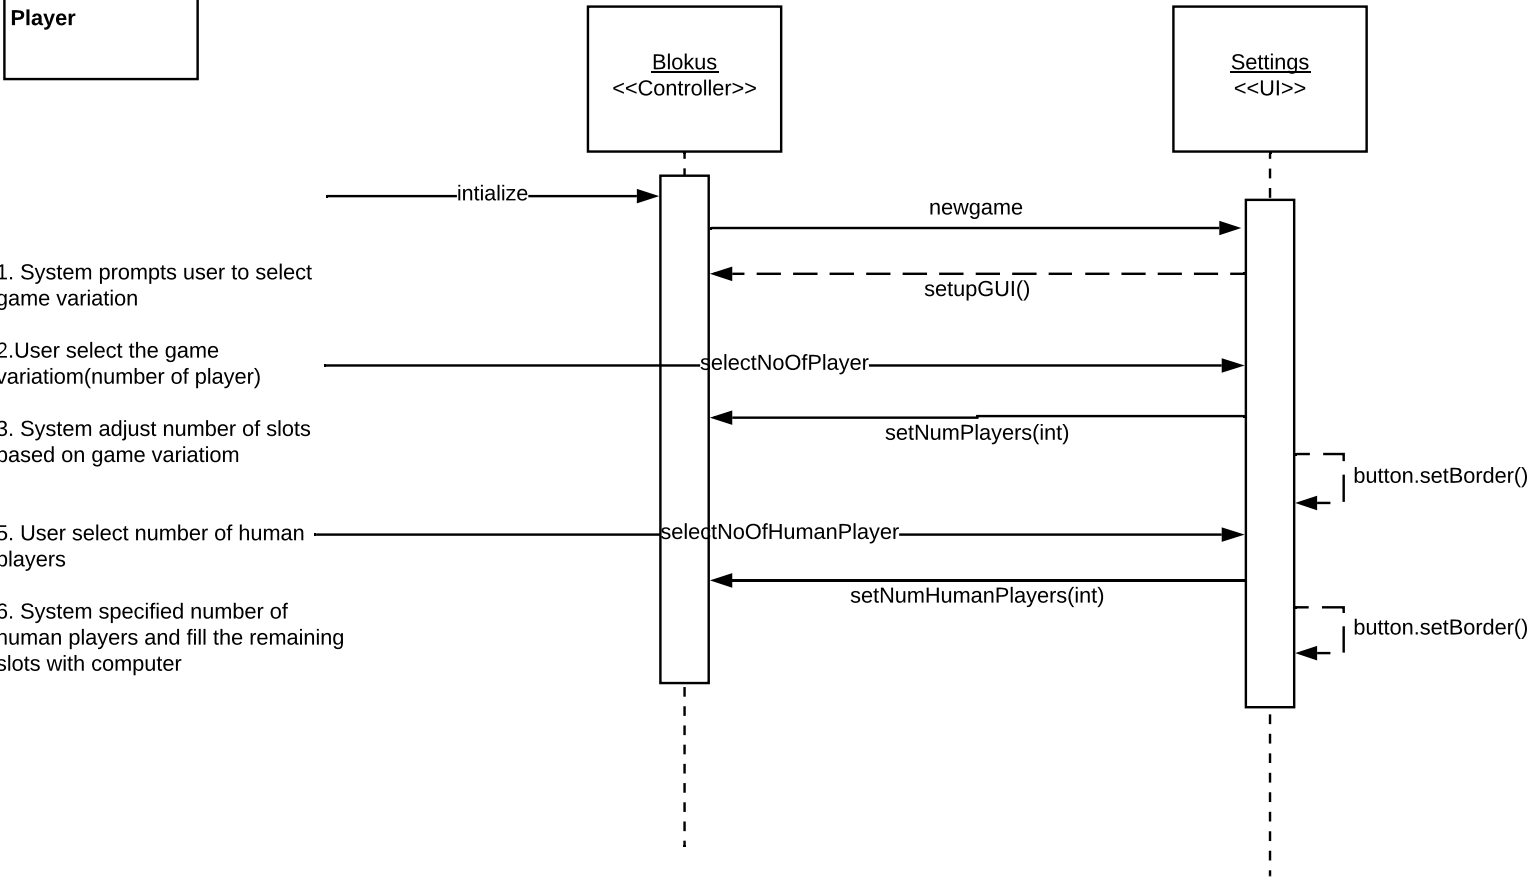 Player
Blokus
<<Controller>>
Settings
<<UI>>
intialize
newgame
1. System prompts user to select
game variation
setupGUI()
2.User select the game
variatiom(number of player)
selectNoOfPlayer
3. System adjust number of slots
based on game variatiom
setNumPlayers(int)
button.setBorder()
5. User select number of human
players
selectNoOfHumanPlayer
setNumHumanPlayers(int)
6. System specified number of
human players and fill the remaining
slots with computer
button.setBorder()